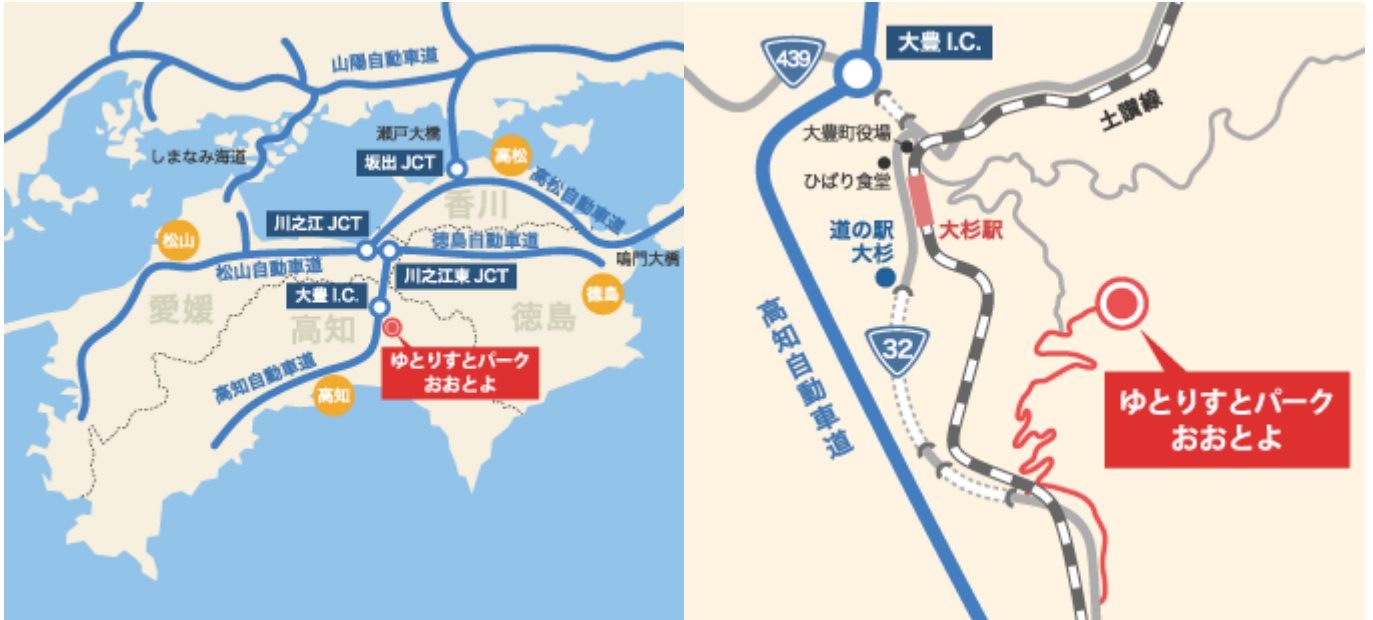 山陽自動車道
瀬戸大橋
しまなみ海道
坂出 JCT
高松
高松自動車道
香川
川之江 JCT
松山
徳島自動車道
鳴門大橋
松山自動車道
川之江東 JCT
大豊 I.C.
徳島
愛媛
高知
徳島
ゆとりすとパーク
おおとよ
高知自動車道
高知
大豊 I.C.
439
土讃線
大豊町役場
ひばり食堂
道の駅
大杉
大杉駅
32
高知自動車道
ゆとりすとパーク
おおとよ